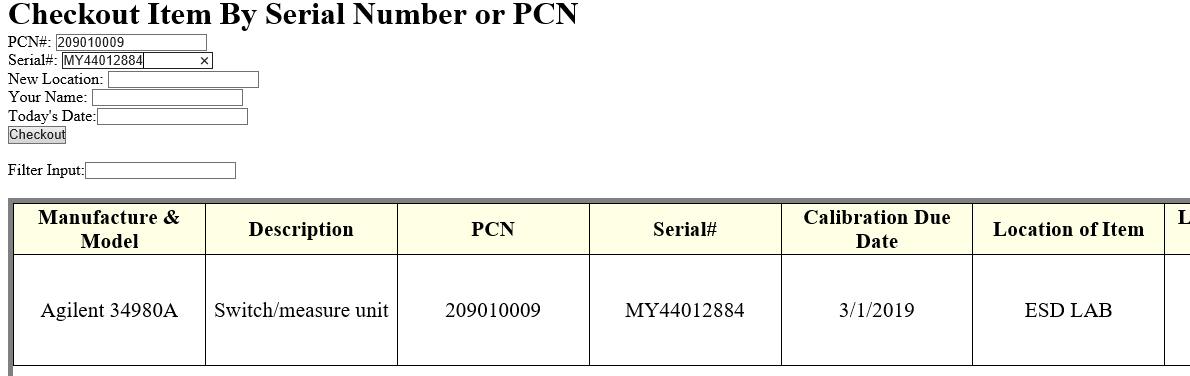 Checkout Item By Serial Number or PCN
PCN#: 209010009
Serial#: MY44012884 ×
New Location:
Your Name:
Today's Date:
Checkout
Filter Input:
Manufacture & Model Description PCN Serial# Calibration Due Date Location of Item L
Agilent 34980A Switch/measure unit 209010009 MY44012884 3/1/2019 ESD LAB